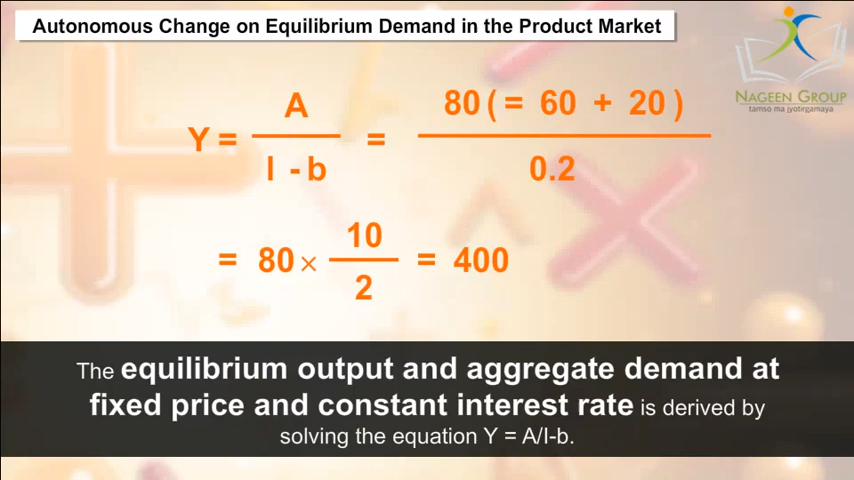 Autonomous Change on Equilibrium Demand in the Product Market
NAGEEN GROUP
tamso ma jyotirgamaya
Y = A / I - b = 80 ( = 60 + 20 ) / 0.2
= 80 × 10 / 2 = 400
The equilibrium output and aggregate demand at
fixed price and constant interest rate is derived by
solving the equation Y = A/I-b.